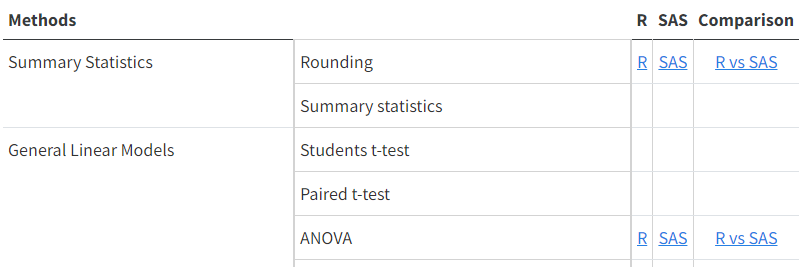 Methods R SAS Comparison
Summary Statistics Rounding R SAS R vs SAS
Summary statistics
General Linear Models Students t-test
Paired t-test
ANOVA R SAS R vs SAS